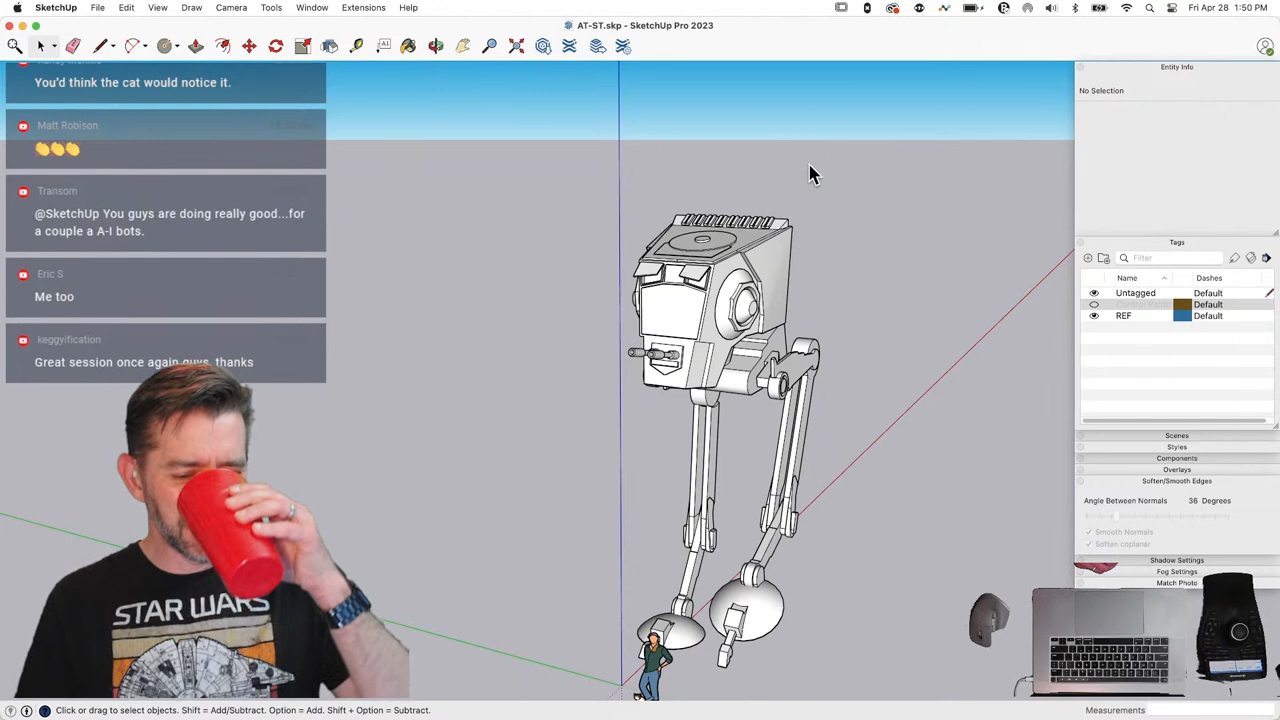 SketchUp File Edit View Draw Camera Tools Window Extensions Help
Fri Apr 28 1:50 PM
AT-ST.skp - SketchUp Pro 2023
You'd think the cat would notice it.
Matt Robison
👏👏👏
Transom
@SketchUp You guys are doing really good...for
a couple a A-I bots.
Eric S
Me too
keggyification
Great session once again guys, thanks
STAR WARS
Entity Info
No Selection
Tags
Filter
Name Dashes
Untagged Default
Default
REF Default
Scenes
Styles
Components
Overlays
Soften/Smooth Edges
Angle Between Normals 36 Degrees
Smooth Normals
Soften coplanar
Shadow Settings
Fog Settings
Match Photo
Click or drag to select objects. Shift = Add/Subtract. Option = Add. Shift + Option = Subtract.
Measurements